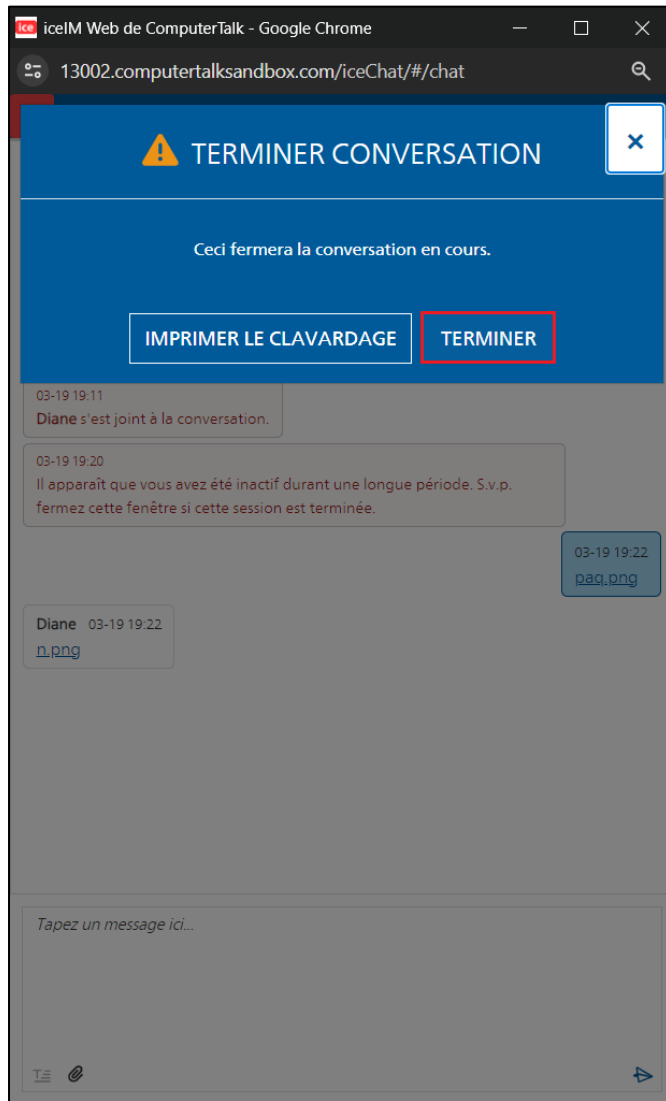 ice iceIM Web de ComputerTalk - Google Chrome
13002.computertalksandbox.com/iceChat/#/chat
TERMINER CONVERSATION
Ceci fermera la conversation en cours.
IMPRIMER LE CLAVARDAGE TERMINER
03-19 19:11
Diane s'est joint à la conversation.
03-19 19:20
Il apparaît que vous avez été inactif durant une longue période. S.v.p.
fermez cette fenêtre si cette session est terminée.
03-19 19:22
paq.png
Diane 03-19 19:22
n.png
Tapez un message ici...